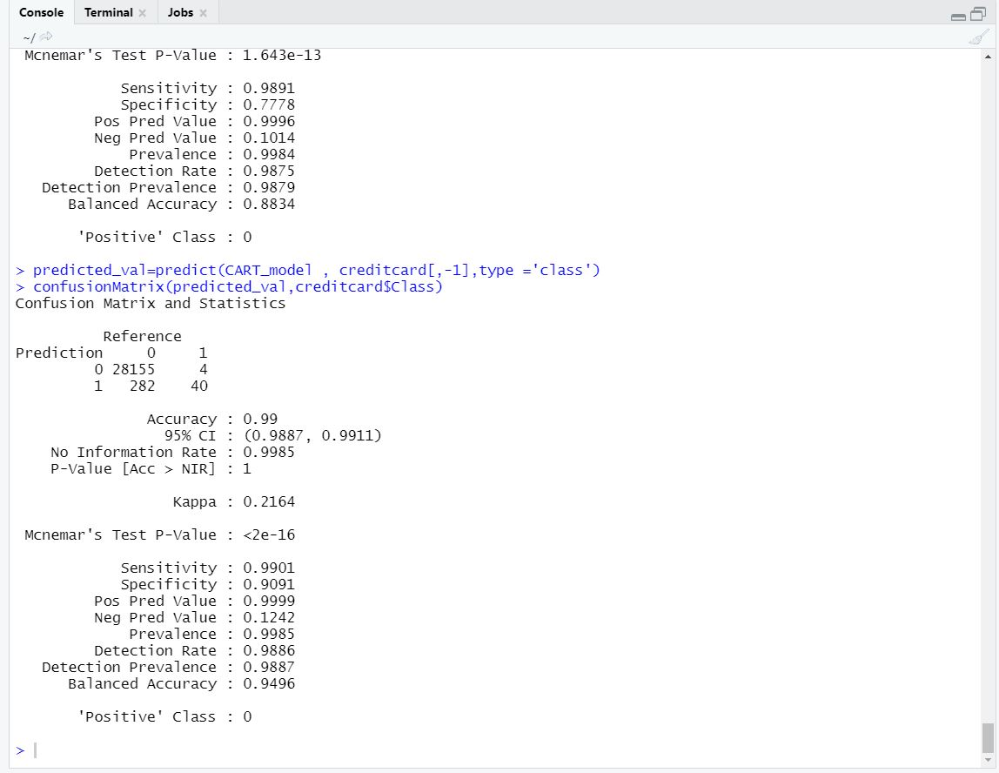 Console Terminal Jobs
~/
Mcnemar's Test P-Value : 1.643e-13
Sensitivity : 0.9891
Specificity : 0.7778
Pos Pred Value : 0.9996
Neg Pred Value : 0.1014
Prevalence : 0.9984
Detection Rate : 0.9875
Detection Prevalence : 0.9879
Balanced Accuracy : 0.8834
'Positive' Class : 0
> predicted_val=predict(CART_model , creditcard[,-1],type ='class')
> confusionMatrix(predicted_val,creditcard$Class)
Confusion Matrix and Statistics
Reference
Prediction 0 1
0 28155 4
1 282 40
Accuracy : 0.99
95% CI : (0.9887, 0.9911)
No Information Rate : 0.9985
P-Value [Acc > NIR] : 1
Kappa : 0.2164
Mcnemar's Test P-Value : <2e-16
Sensitivity : 0.9901
Specificity : 0.9091
Pos Pred Value : 0.9999
Neg Pred Value : 0.1242
Prevalence : 0.9985
Detection Rate : 0.9886
Detection Prevalence : 0.9887
Balanced Accuracy : 0.9496
'Positive' Class : 0
>